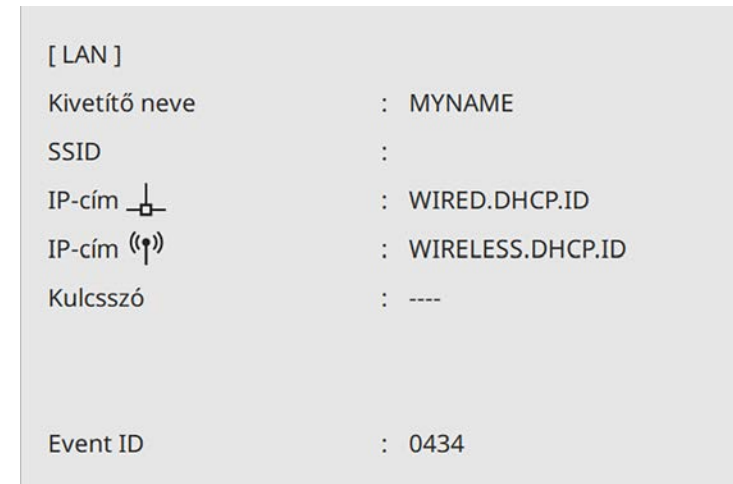 [ LAN ]
Kivetítő neve : MYNAME
SSID :
IP-cím : WIRED.DHCP.ID
IP-cím : WIRELESS.DHCP.ID
Kulcsszó : ----
Event ID : 0434